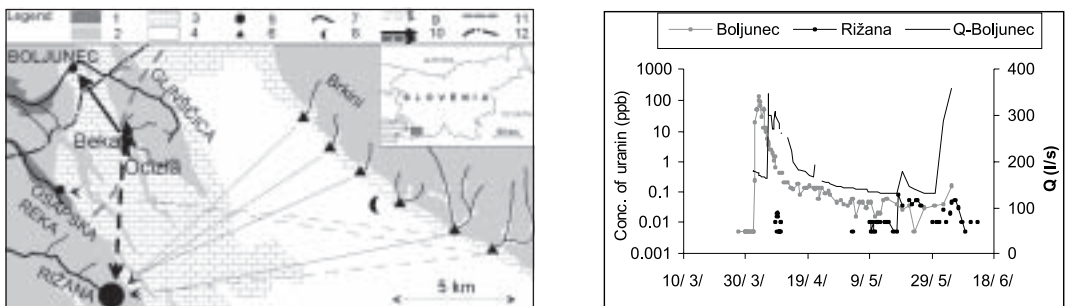 Legend 1 3 5 7 9 11
2 4 6 8 10 12
BOLJUNEC
GLINŠČICA
Brkini
SLOVENIA
Beka
Ocizla
OSAPSKA
REKA
RIŽANA
5 km
Boljunec Rižana Q-Boljunec
Conc. of uranin (ppb)
1000
100
10
1
0.1
0.01
0.001
400
300
200
100
0
Q (l/s)
10/ 3/ 30/ 3/ 19/ 4/ 9/ 5/ 29/ 5/ 18/ 6/